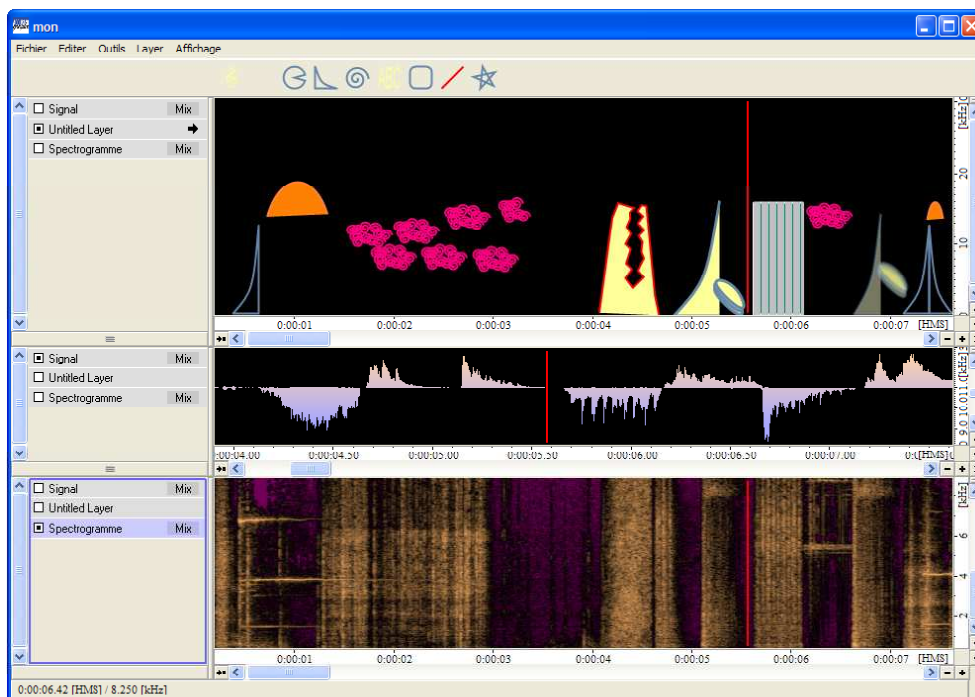 mon
Fichier Editer Outils Layer Affichage
Signal Mix
Untitled Layer
Spectrogramme Mix
[kHz]
20
10
0
0:00:01 0:00:02 0:00:03 0:00:04 0:00:05 0:00:06 0:00:07 [HMS]
Signal Mix
Untitled Layer
Spectrogramme Mix
0:00:04.50 0:00:05.00 0:00:05.50 0:00:06.00 0:00:06.50 0:00:07.00 [HMS]
Signal Mix
Untitled Layer
Spectrogramme Mix
[kHz]
6
4
2
0:00:01 0:00:02 0:00:03 0:00:04 0:00:05 0:00:06 0:00:07 [HMS]
0:00:06.42 [HMS] / 8.250 [kHz]